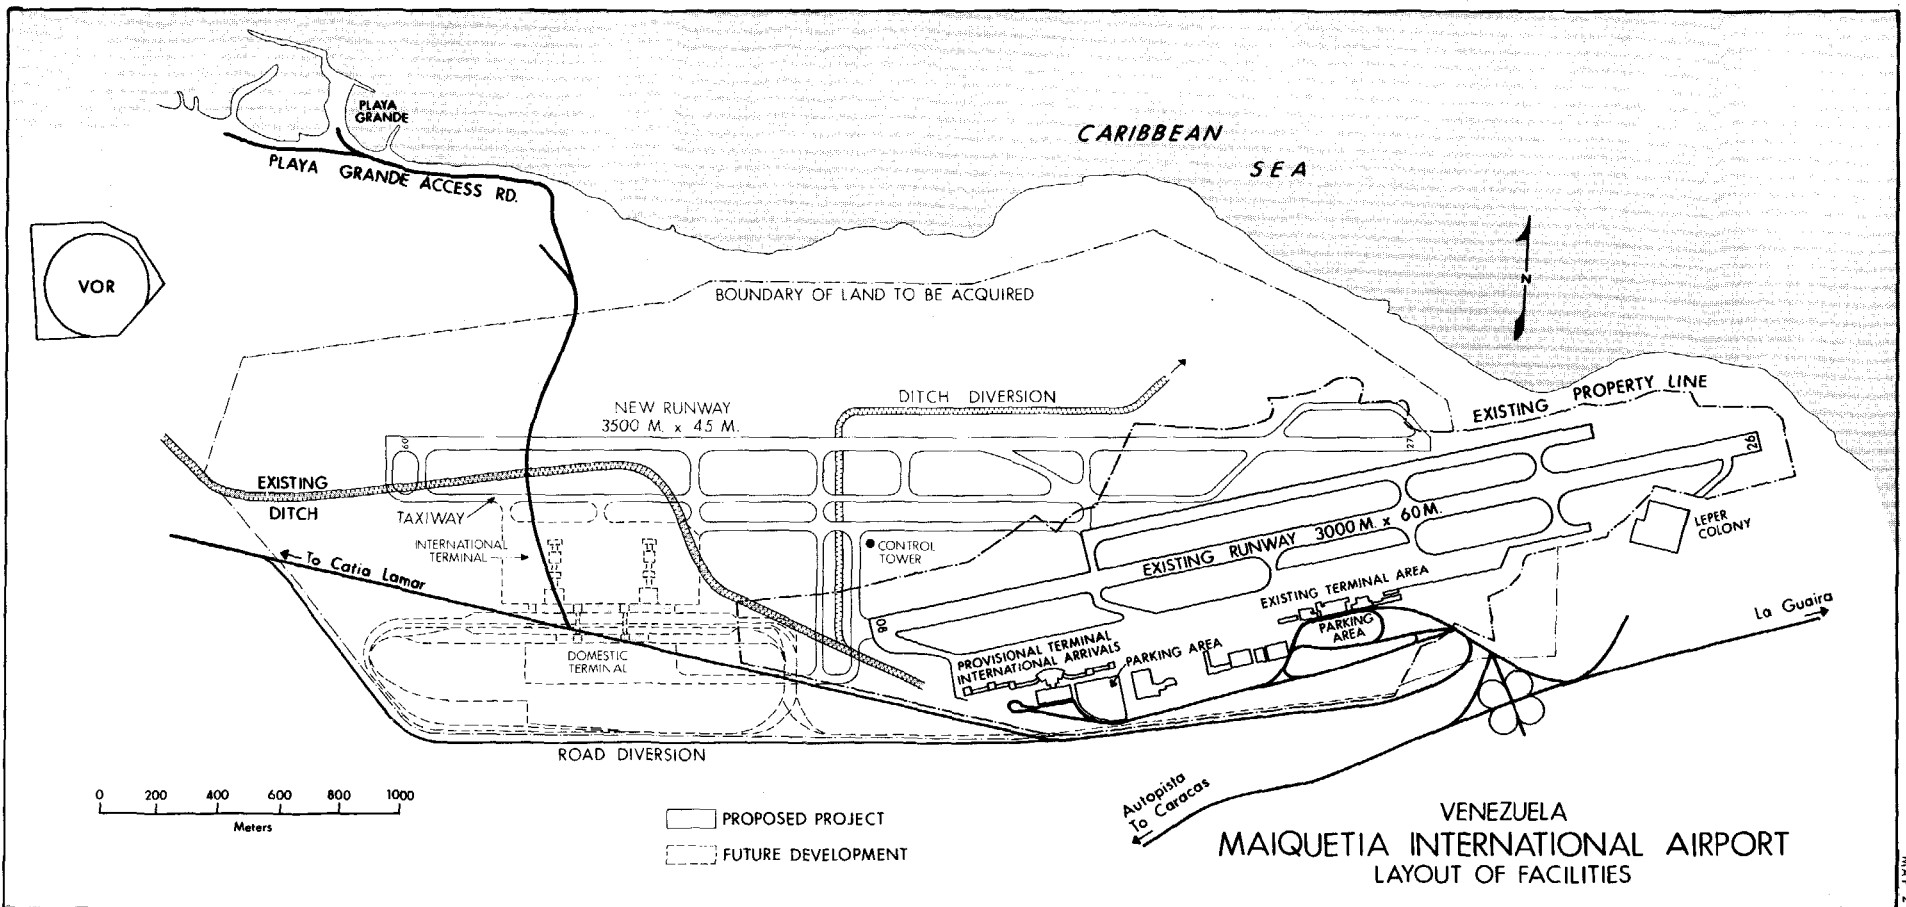 PLAYA
GRANDE
PLAYA GRANDE ACCESS RD.
CARIBBEAN
SEA
VOR
N
BOUNDARY OF LAND TO BE ACQUIRED
DITCH DIVERSION
EXISTING PROPERTY LINE
NEW RUNWAY
3500 M. x 45 M.
09
27
26
EXISTING
DITCH
TAXIWAY
INTERNATIONAL
TERMINAL
CONTROL
TOWER
EXISTING RUNWAY 3000 M. x 60 M.
LEPER
COLONY
To Catia Lamar
EXISTING TERMINAL AREA
PARKING
AREA
La Guaira
08
DOMESTIC
TERMINAL
PROVISIONAL TERMINAL
INTERNATIONAL ARRIVALS
PARKING AREA
ROAD DIVERSION
Autopista
To Caracas
0 200 400 600 800 1000
Meters
PROPOSED PROJECT
FUTURE DEVELOPMENT
VENEZUELA
MAIQUETIA INTERNATIONAL AIRPORT
LAYOUT OF FACILITIES